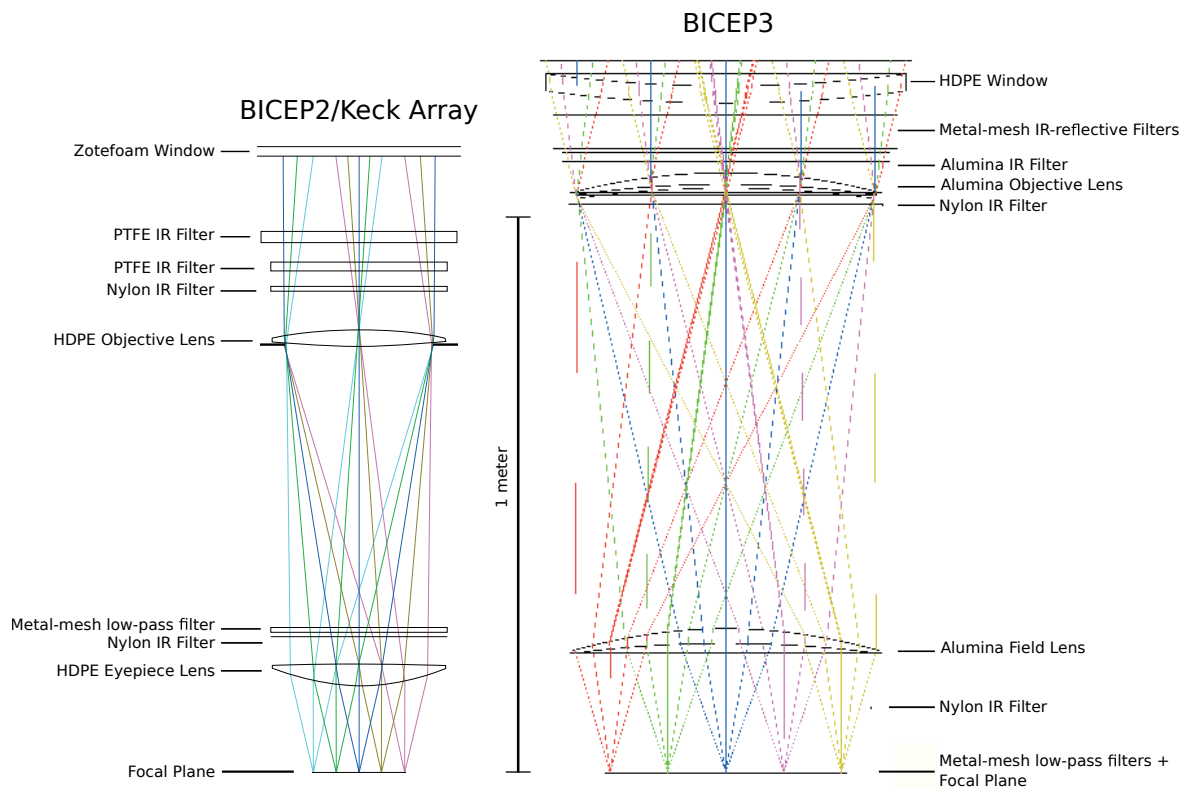 BICEP3
BICEP2/Keck Array
Zotefoam Window
PTFE IR Filter
PTFE IR Filter
Nylon IR Filter
HDPE Objective Lens
Metal-mesh low-pass filter
Nylon IR Filter
HDPE Eyepiece Lens
Focal Plane
1 meter
HDPE Window
Metal-mesh IR-reflective Filters
Alumina IR Filter
Alumina Objective Lens
Nylon IR Filter
Alumina Field Lens
Nylon IR Filter
Metal-mesh low-pass filters +
Focal Plane